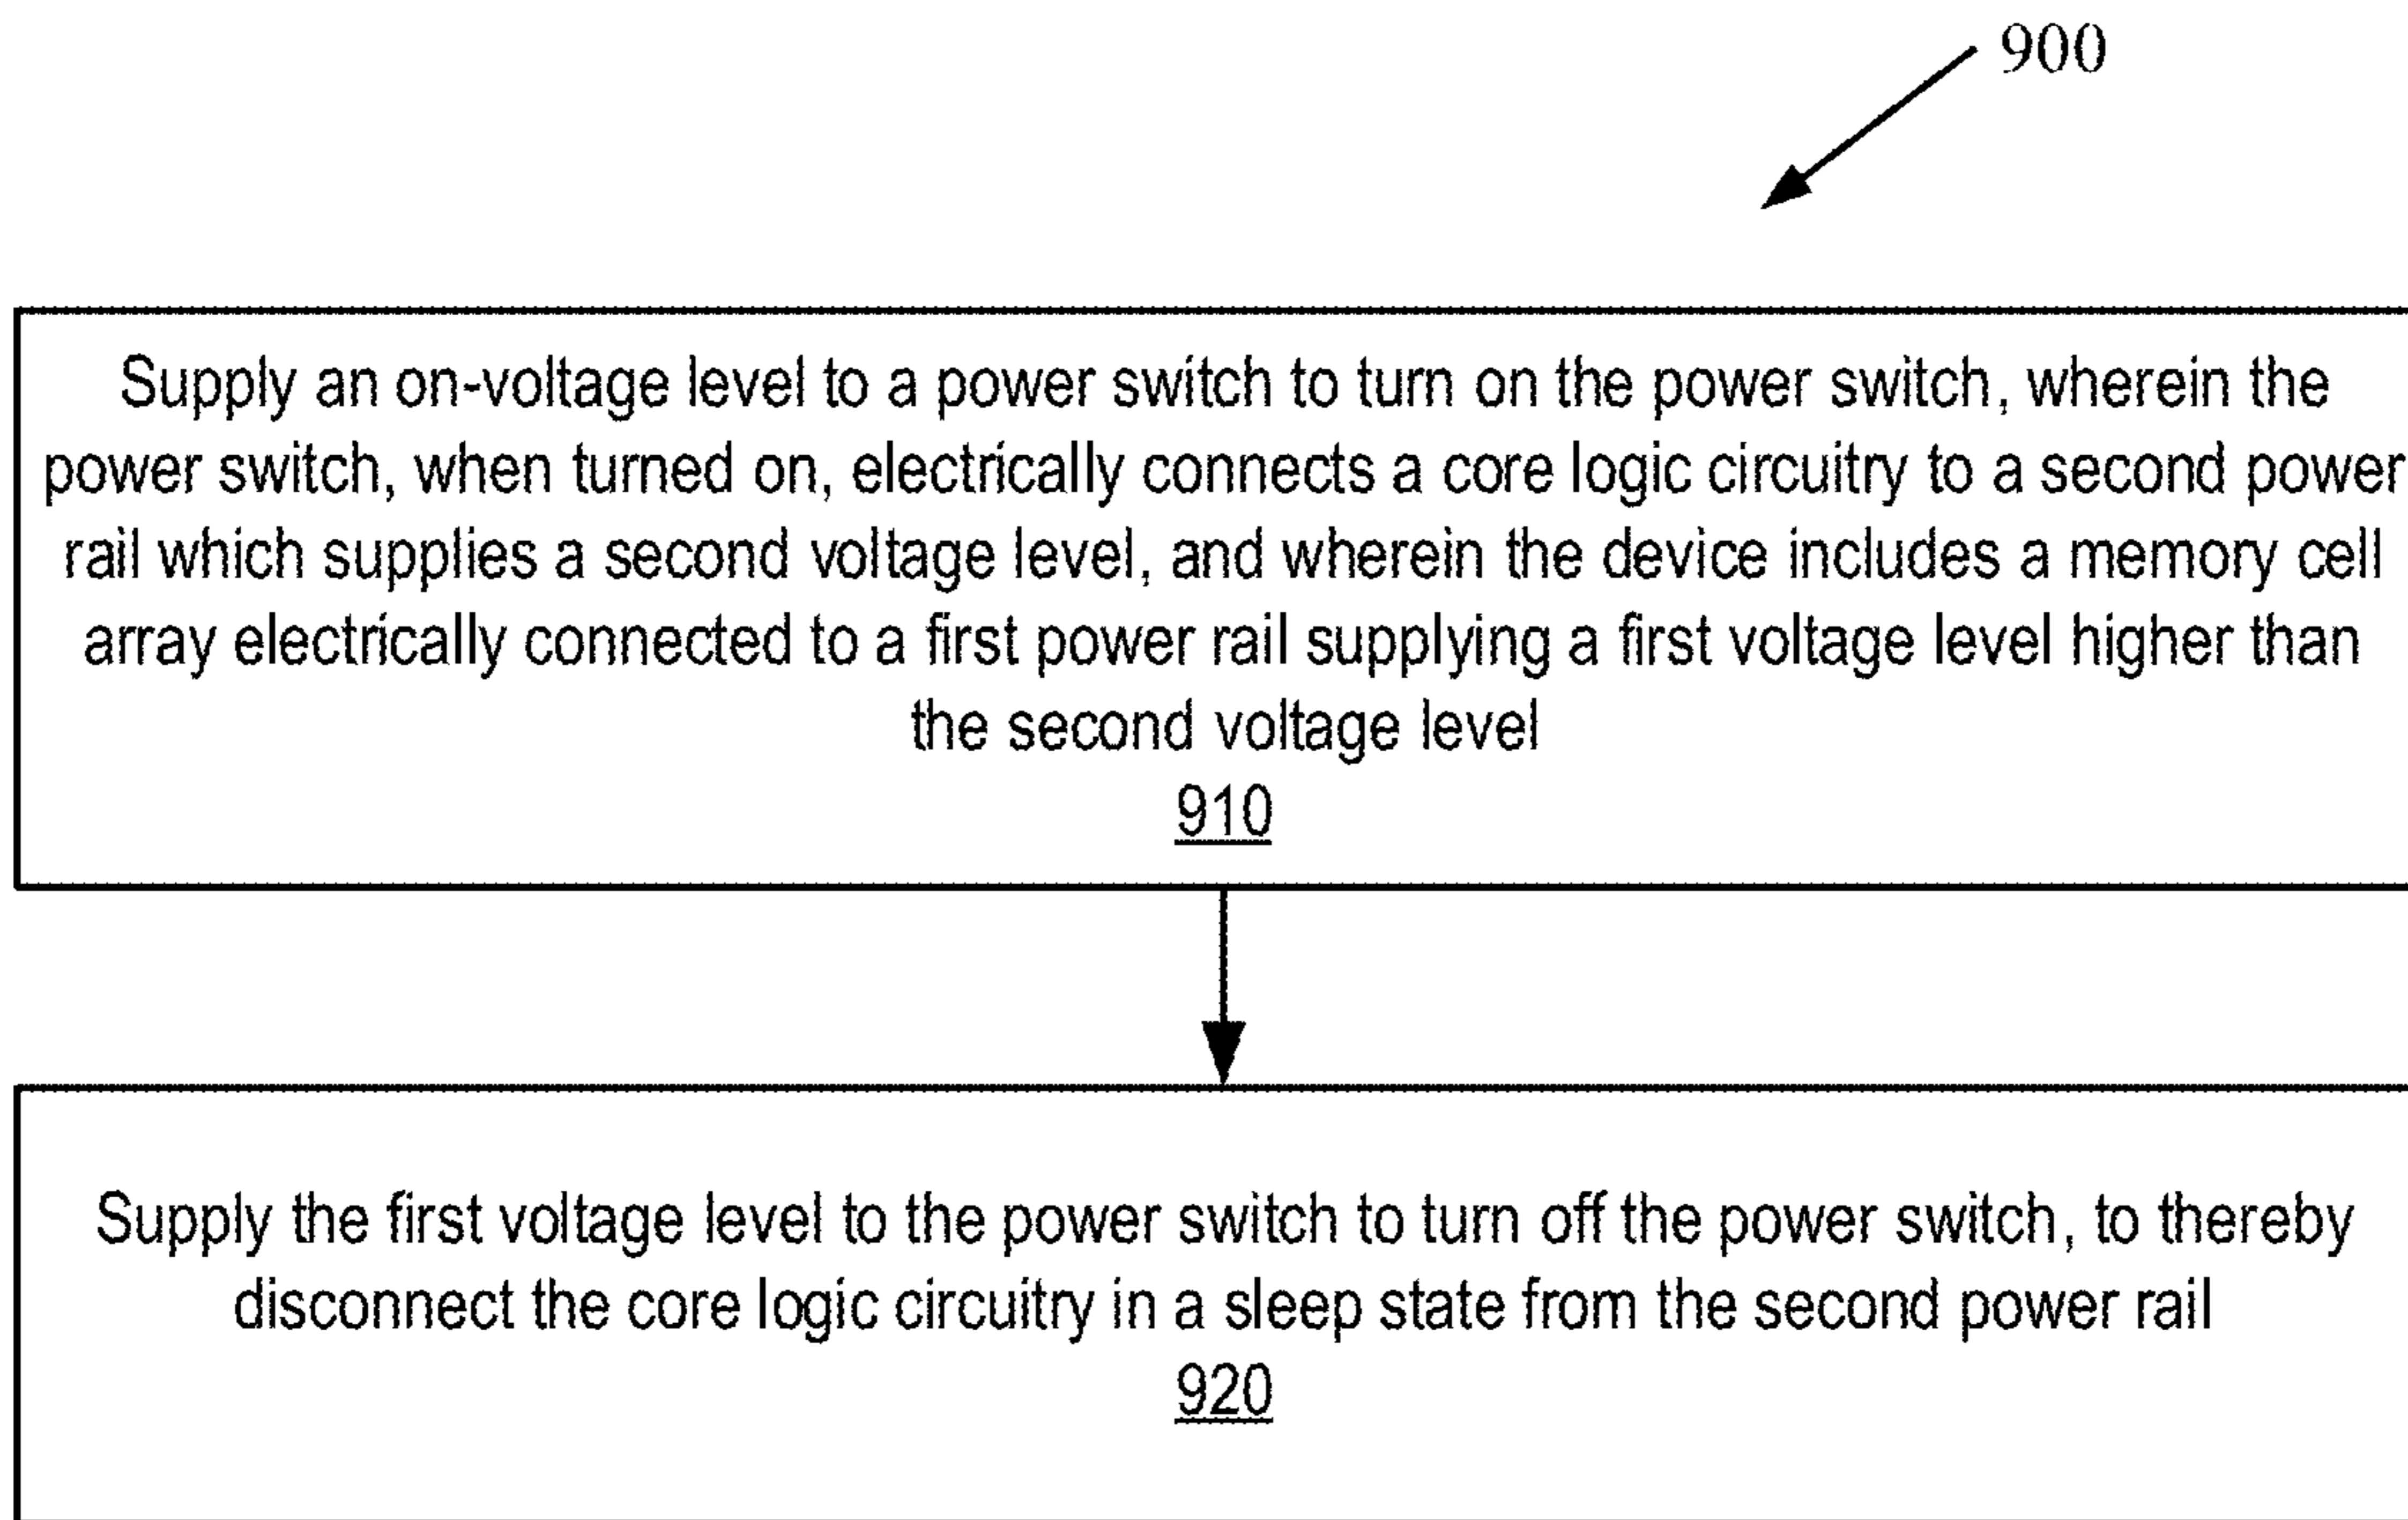 900
Supply an on-voltage level to a power switch to turn on the power switch, wherein the
power switch, when turned on, electrically connects a core logic circuitry to a second power
rail which supplies a second voltage level, and wherein the device includes a memory cell
array electrically connected to a first power rail supplying a first voltage level higher than
the second voltage level
910
Supply the first voltage level to the power switch to turn off the power switch, to thereby
disconnect the core logic circuitry in a sleep state from the second power rail
920